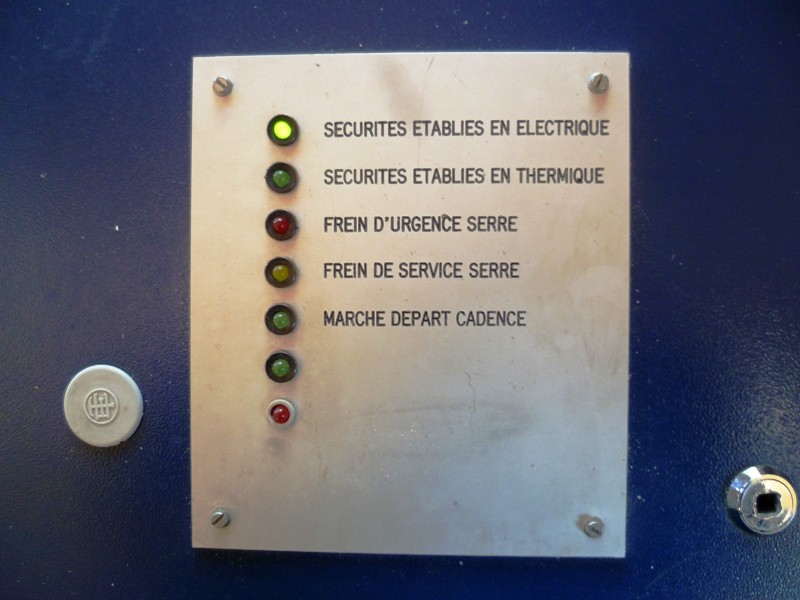 SECURITES ETABLIES EN ELECTRIQUE
SECURITES ETABLIES EN THERMIQUE
FREIN D'URGENCE SERRE
FREIN DE SERVICE SERRE
MARCHE DEPART CADENCE